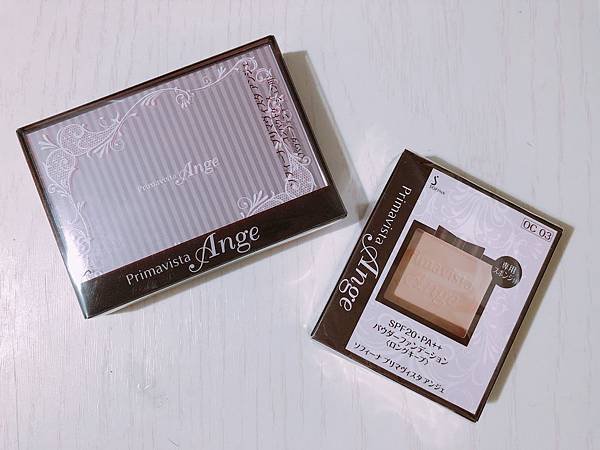 Primavista Ange
Primavista Ange
S
SOFINA
OC 03
Primavista Ange
専用
スポンジ付
SPF20・PA++
パウダーファンデーション
〈ロングキープ〉
ソフィーナ プリマヴィスタ アンジェ